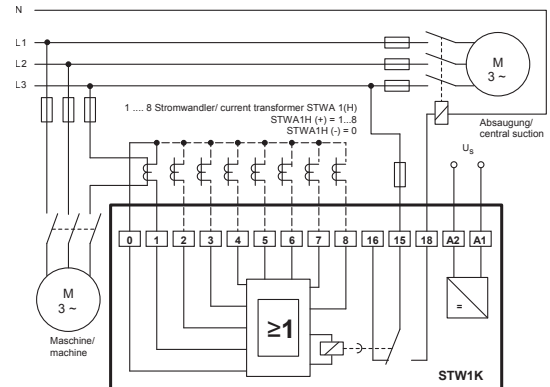 N
L1
L2
L3
M
3 ~
1 .... 8 Stromwandler/ current transformer STWA 1(H)
STWA1H (+) = 1...8
STWA1H (-) = 0
Absaugung/
central suction
Us
0 1 2 3 4 5 6 7 8 16 15 18 A2 A1
M
3 ~
Maschine/
machine
≥1
=
STW1K